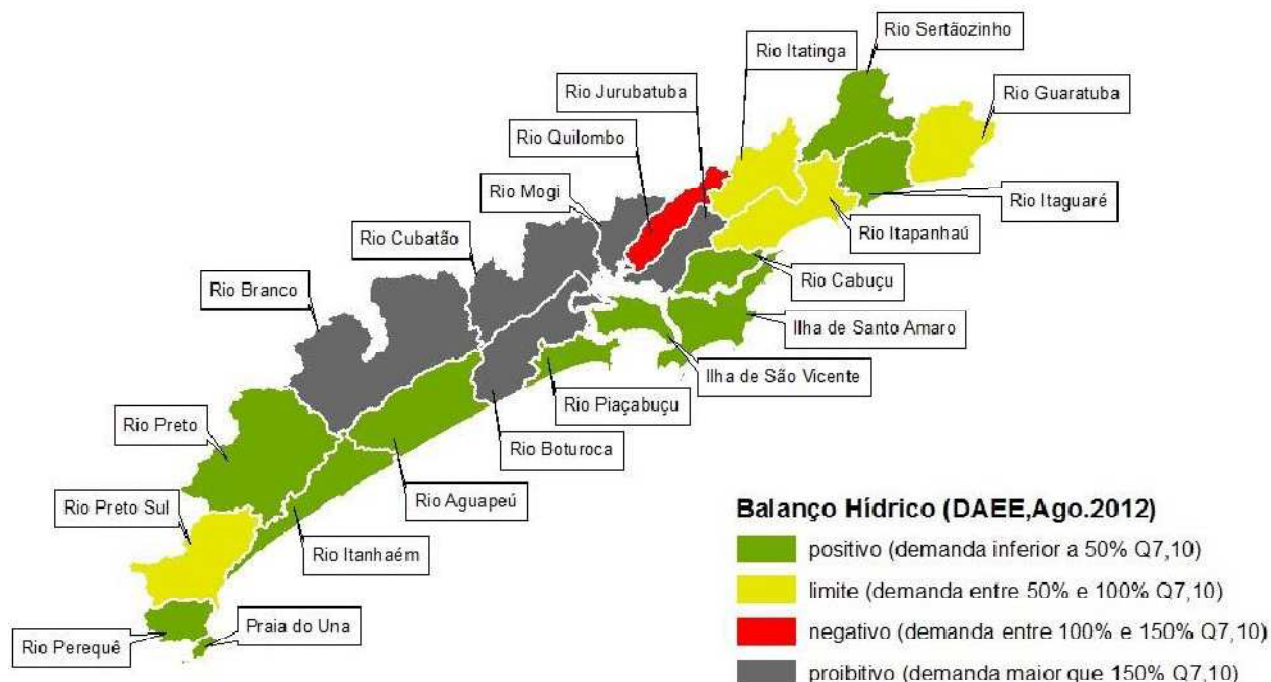 Rio Sertãozinho
Rio Itatinga
Rio Jurubatuba
Rio Guaratuba
Rio Quilombo
Rio Mogi
Rio Itaguaré
Rio Cubatão
Rio Itapanhaú
Rio Branco
Rio Cabuçu
Ilha de Santo Amaro
Ilha de São Vicente
Rio Piaçabuçu
Rio Preto
Rio Boturoca
Rio Aguapeú
Rio Preto Sul
Rio Itanhaém
Praia do Una
Rio Perequê
Balanço Hídrico (DAEE,Ago.2012)
positivo (demanda inferior a 50% Q7,10)
limite (demanda entre 50% e 100% Q7,10)
negativo (demanda entre 100% e 150% Q7,10)
proibitivo (demanda maior que 150% Q7,10)